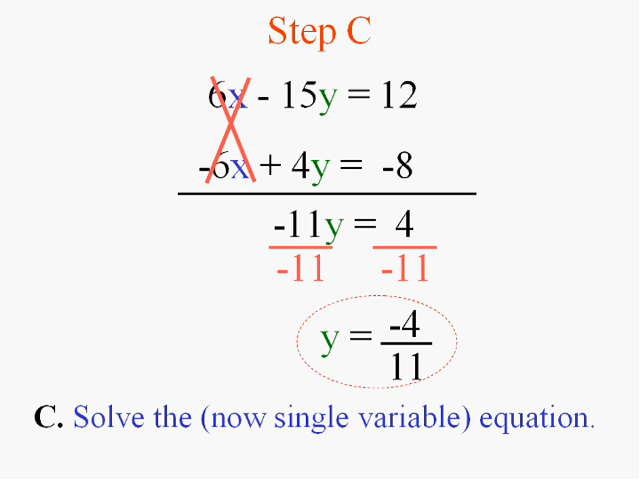 Step C
6x - 15y = 12
-6x + 4y = -8
-11y = 4
-11 -11
y = -4
11
C. Solve the (now single variable) equation.